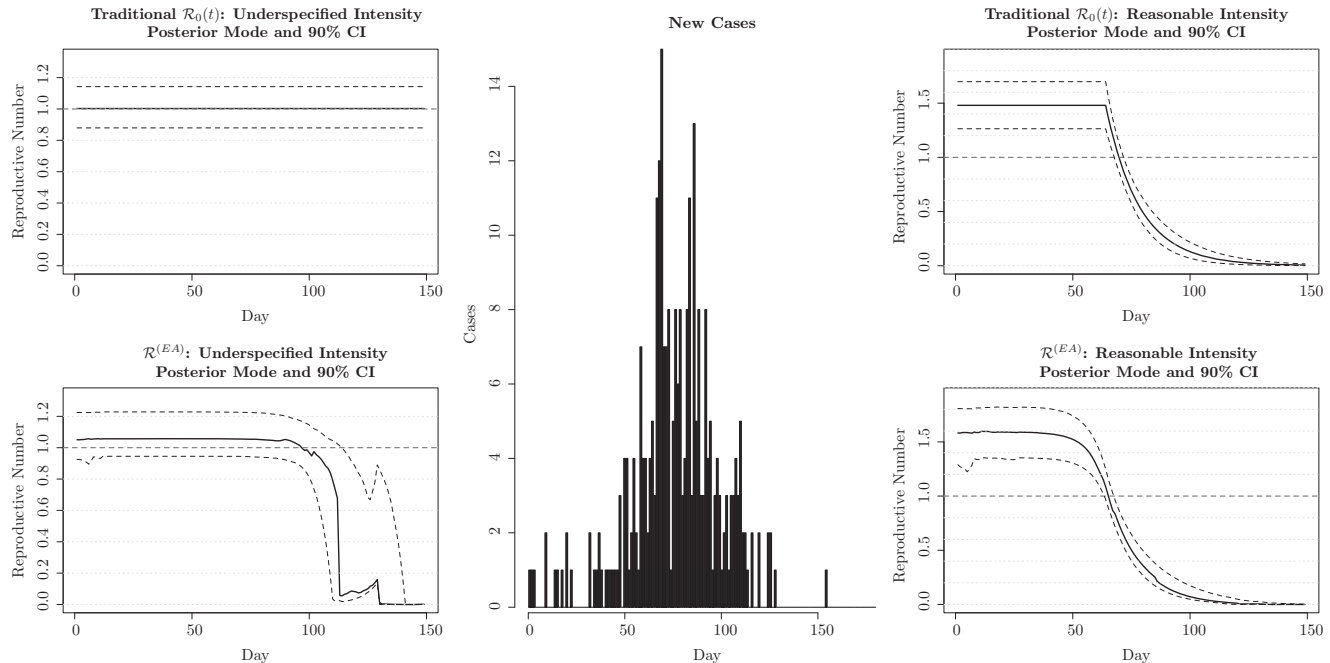 Traditional R₀(t): Underspecified Intensity
Posterior Mode and 90% CI
Reproductive Number
0.0 0.2 0.4 0.6 0.8 1.0 1.2
0 50 100 150
Day
R^(EA): Underspecified Intensity
Posterior Mode and 90% CI
Reproductive Number
0.0 0.2 0.4 0.6 0.8 1.0 1.2
0 50 100 150
Day
New Cases
Cases
0 2 4 6 8 10 12 14
0 50 100 150
Day
Traditional R₀(t): Reasonable Intensity
Posterior Mode and 90% CI
Reproductive Number
0.0 0.5 1.0 1.5
0 50 100 150
Day
R^(EA): Reasonable Intensity
Posterior Mode and 90% CI
Reproductive Number
0.0 0.5 1.0 1.5
0 50 100 150
Day